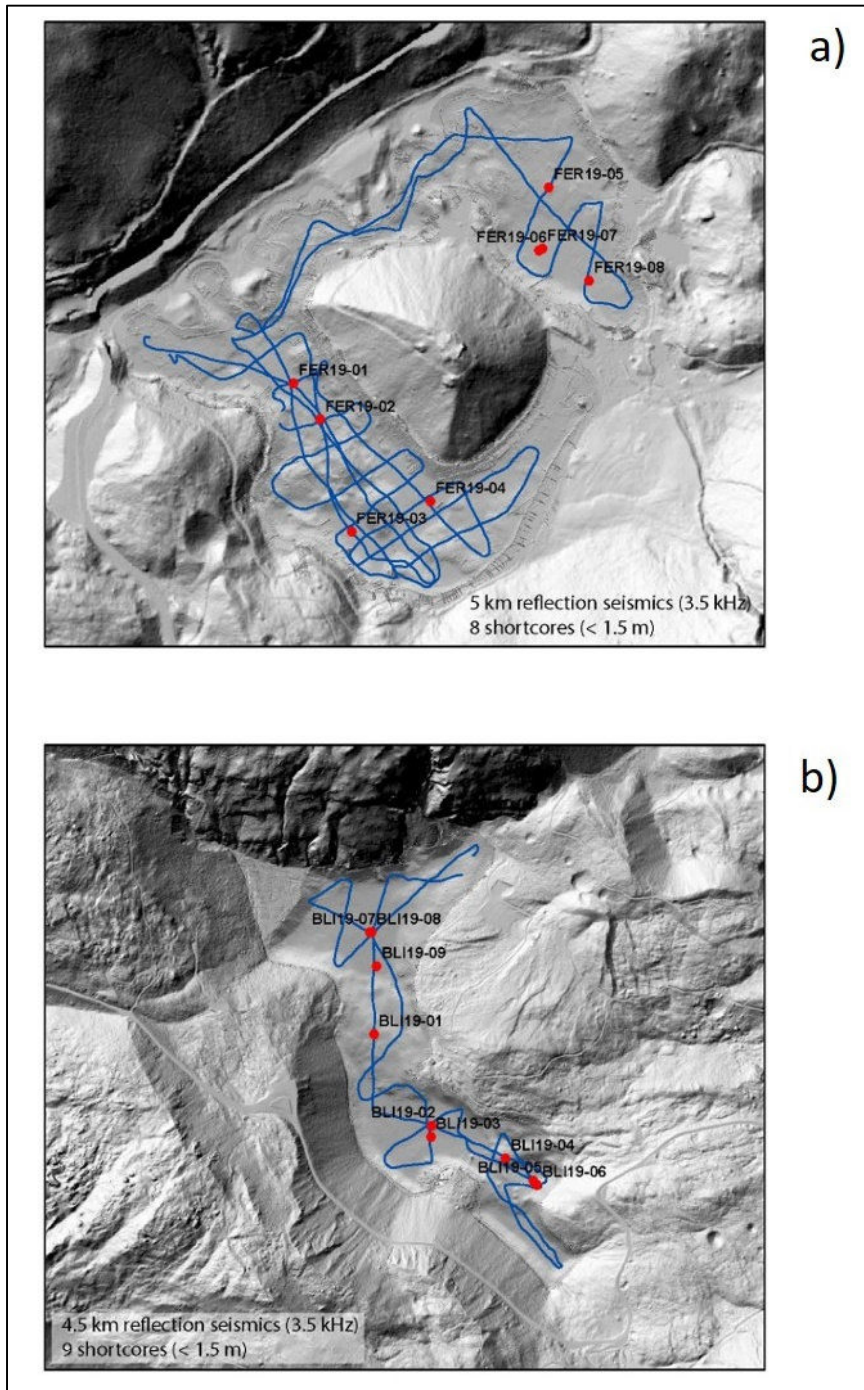 a)
FER19-05
FER19-06 FER19-07
FER19-08
FER19-01
FER19-02
FER19-04
FER19-03
5 km reflection seismics (3.5 kHz)
8 shortcores (< 1.5 m)
b)
BLI19-07 BLI19-08
BLI19-09
BLI19-01
BLI19-02
BLI19-03
BLI19-04
BLI19-05
BLI19-06
4.5 km reflection seismics (3.5 kHz)
9 shortcores (< 1.5 m)